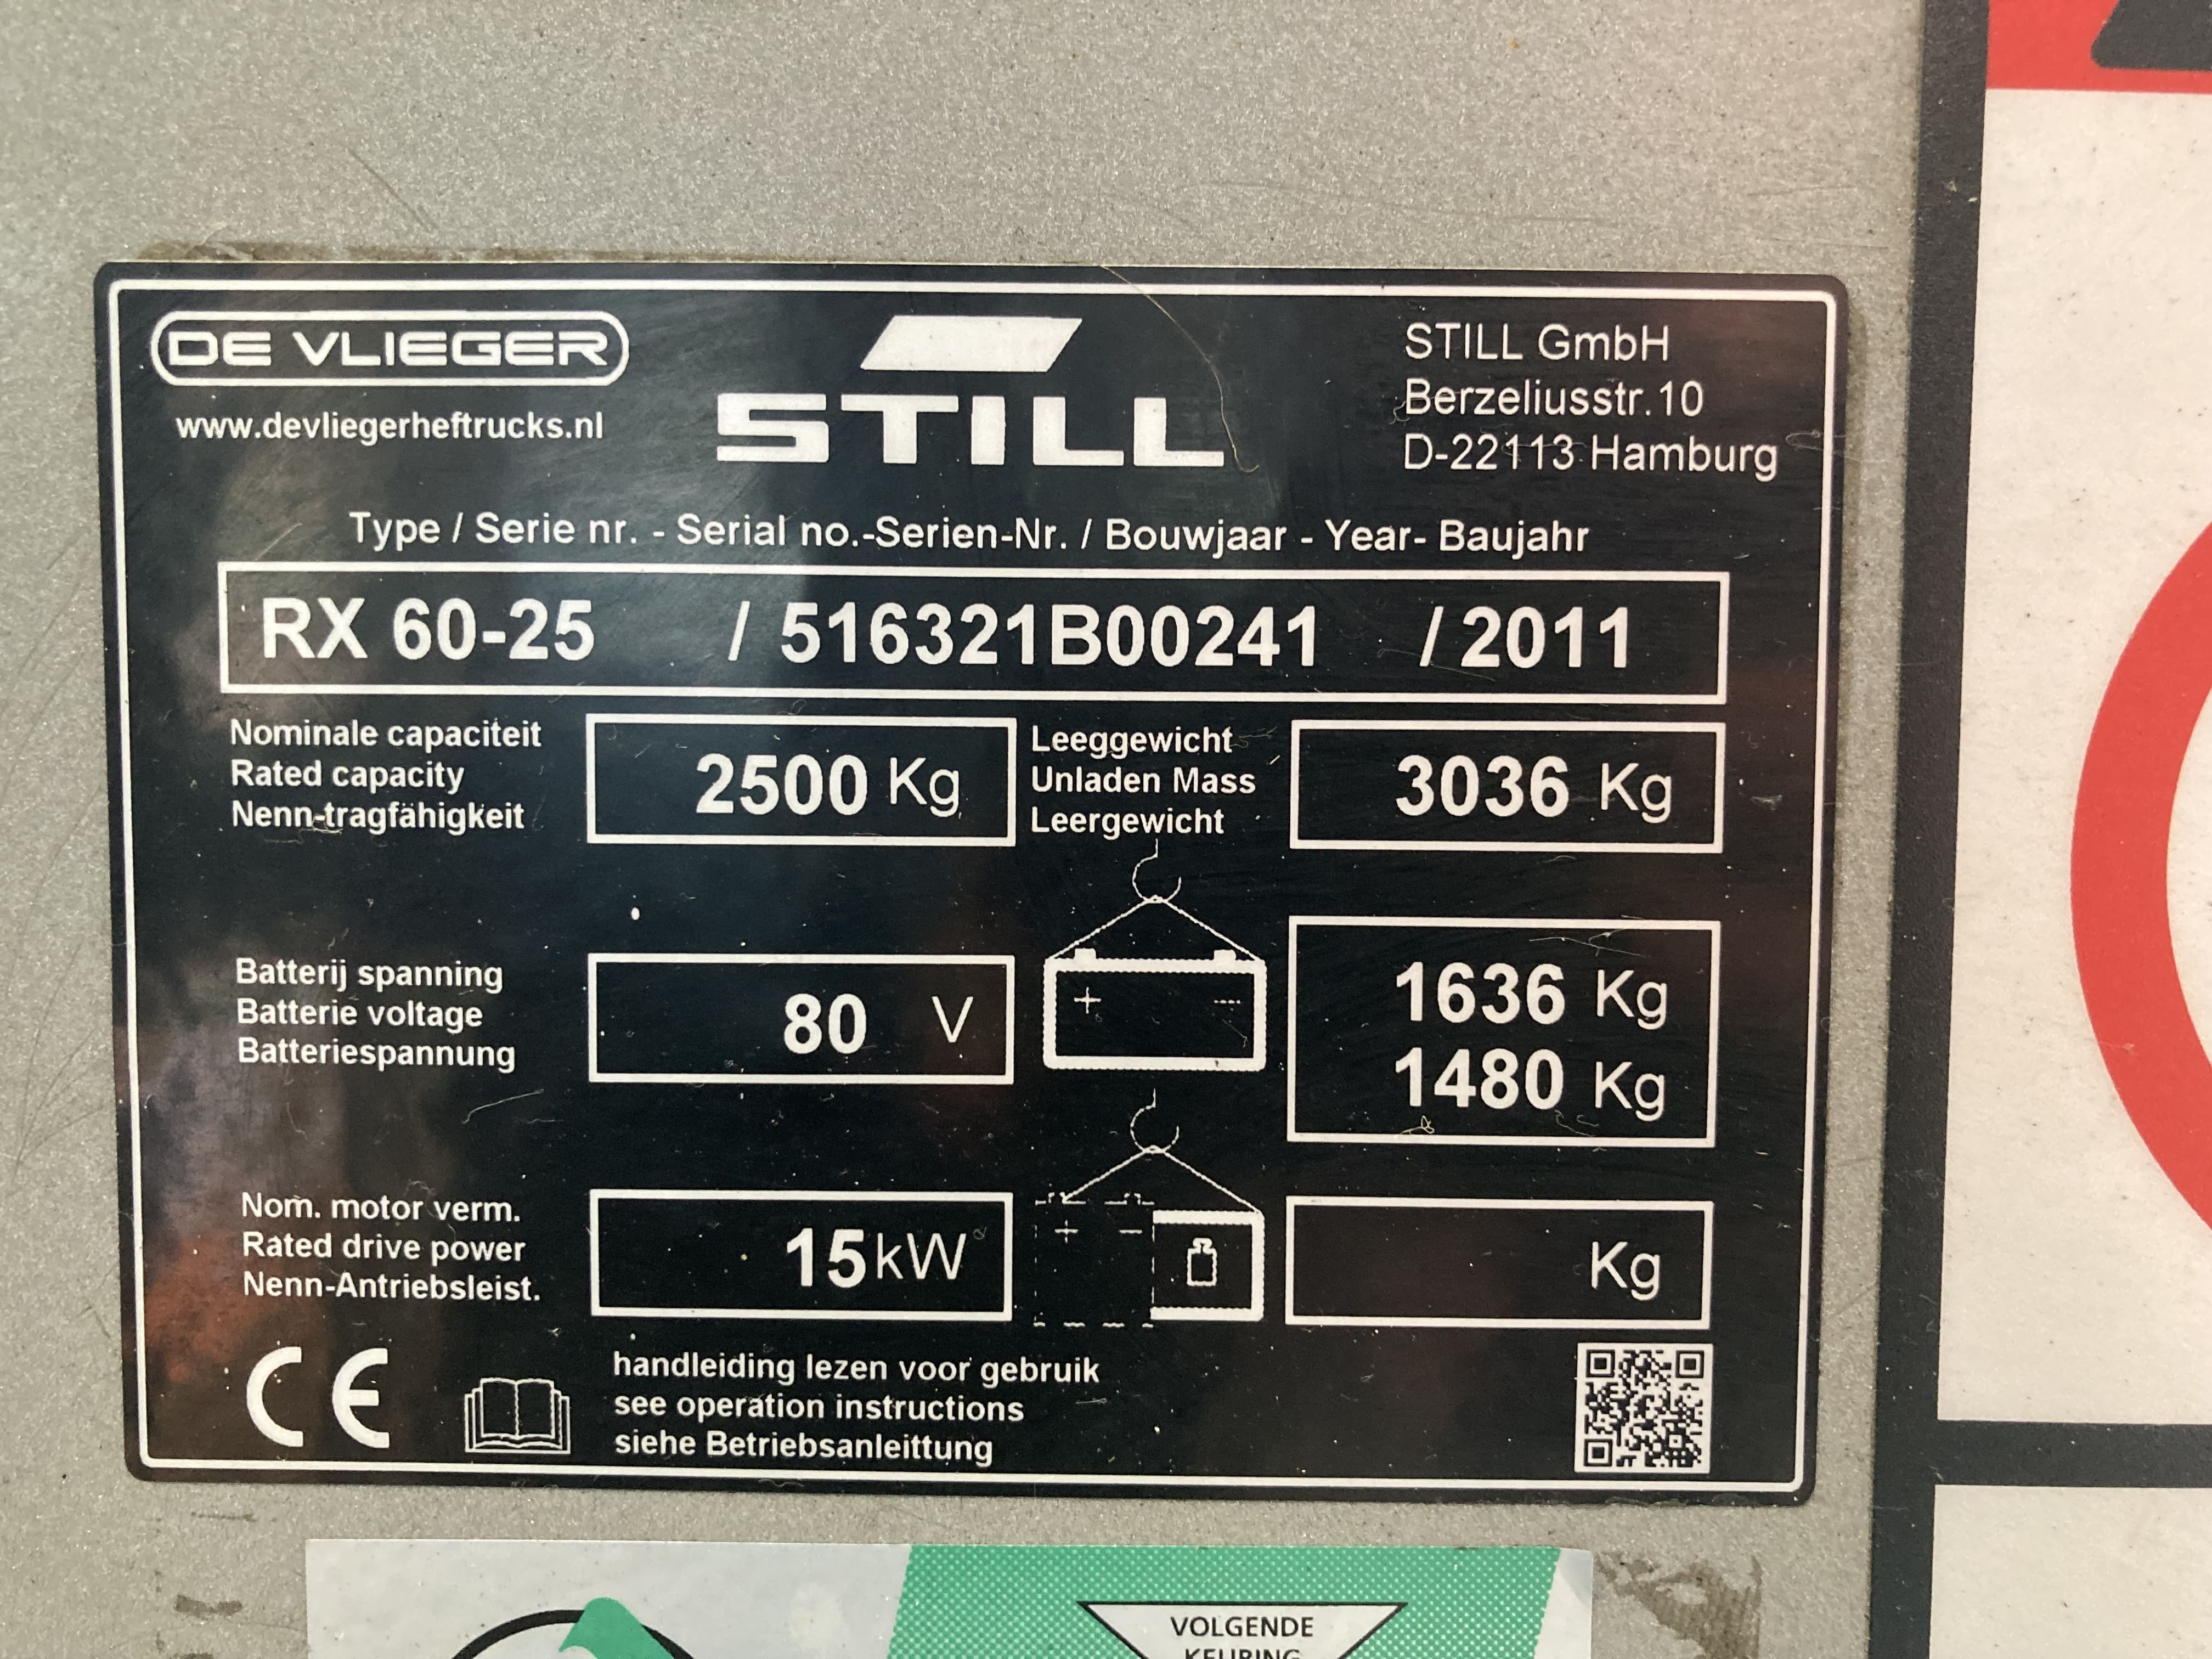 DE VLIEGER
www.devliegerheftrucks.nl
STILL
STILL GmbH
Berzeliusstr.10
D-22113 Hamburg
Type / Serie nr. - Serial no.-Serien-Nr. / Bouwjaar - Year- Baujahr
RX 60-25 / 516321B00241 / 2011
Nominale capaciteit
Rated capacity
Nenn-tragfähigkeit
2500 Kg
Leeggewicht
Unladen Mass
Leergewicht
3036 Kg
Batterij spanning
Batterie voltage
Batteriespannung
80 V
+ -
1636 Kg
1480 Kg
Nom. motor verm.
Rated drive power
Nenn-Antriebsleist.
15kW
+ -
Kg
CE
handleiding lezen voor gebruik
see operation instructions
siehe Betriebsanleittung
VOLGENDE
KEURING